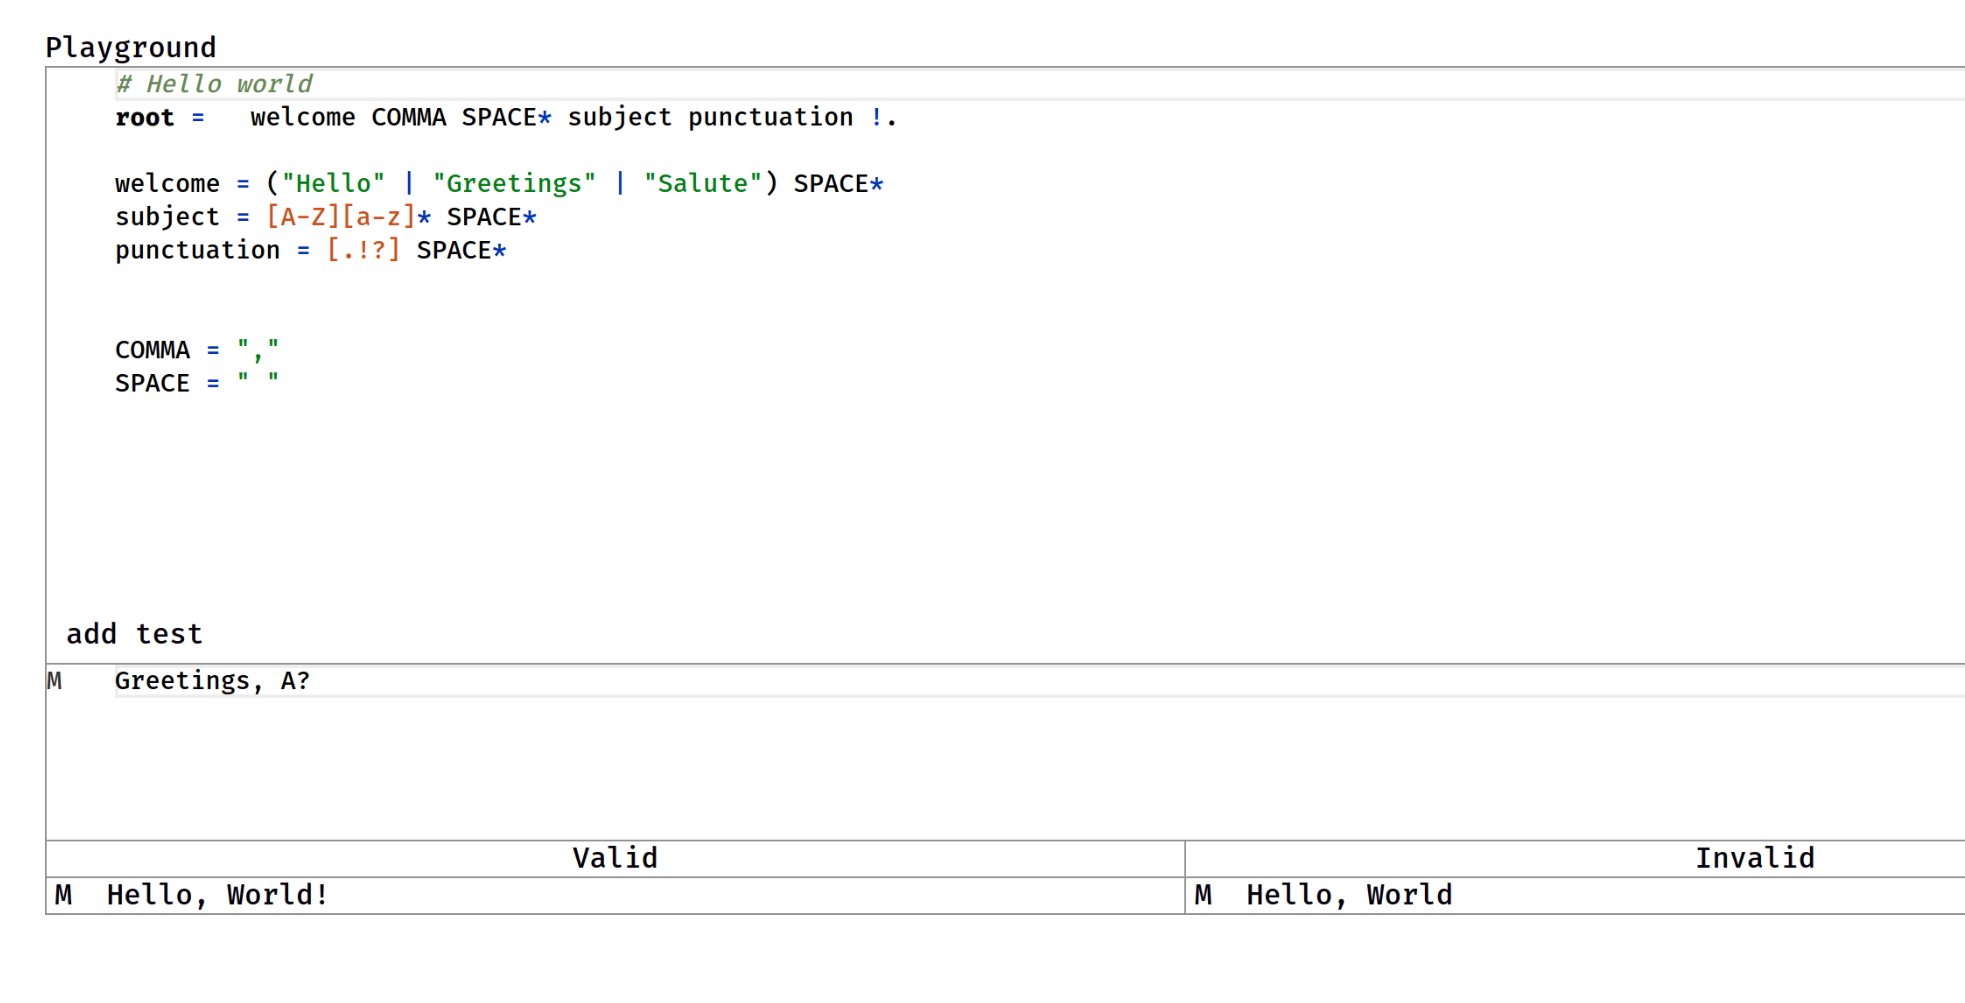 Playground
# Hello world
root =   welcome COMMA SPACE* subject punctuation !.
welcome = ("Hello" | "Greetings" | "Salute") SPACE*
subject = [A-Z][a-z]* SPACE*
punctuation = [.!?] SPACE*
COMMA = ","
SPACE = " "
add test
M Greetings, A?
Valid Invalid
M Hello, World! M Hello, World